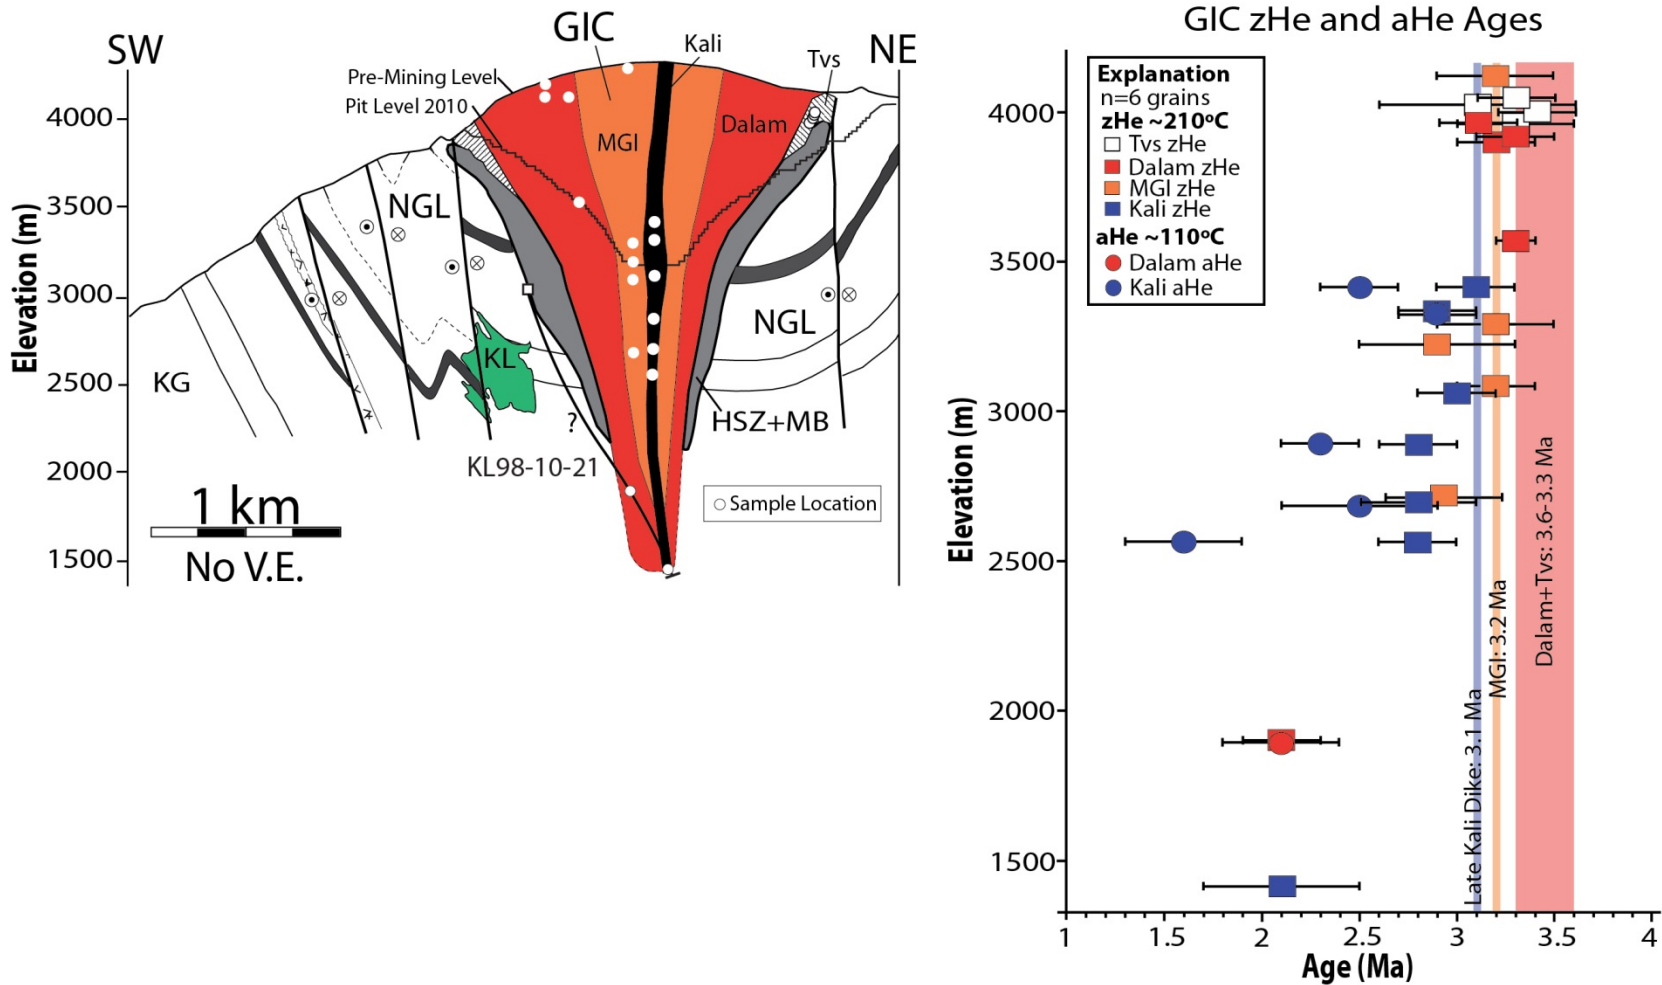 SW
GIC
Kali
NE
Tvs
Pre-Mining Level
Pit Level 2010
MGI
Dalam
Elevation (m)
4000
3500
3000
2500
2000
1500
NGL
NGL
KG
KL
?
HSZ+MB
KL98-10-21
1 km
No V.E.
Sample Location
GIC zHe and aHe Ages
Explanation
n=6 grains
zHe ~210ºC
Tvs zHe
Dalam zHe
MGI zHe
Kali zHe
aHe ~110ºC
Dalam aHe
Kali aHe
Elevation (m)
4000
3500
3000
2500
2000
1500
Late Kali Dike: 3.1 Ma
MGI: 3.2 Ma
Dalam+Tvs: 3.6-3.3 Ma
1 1.5 2 2.5 3 3.5 4
Age (Ma)